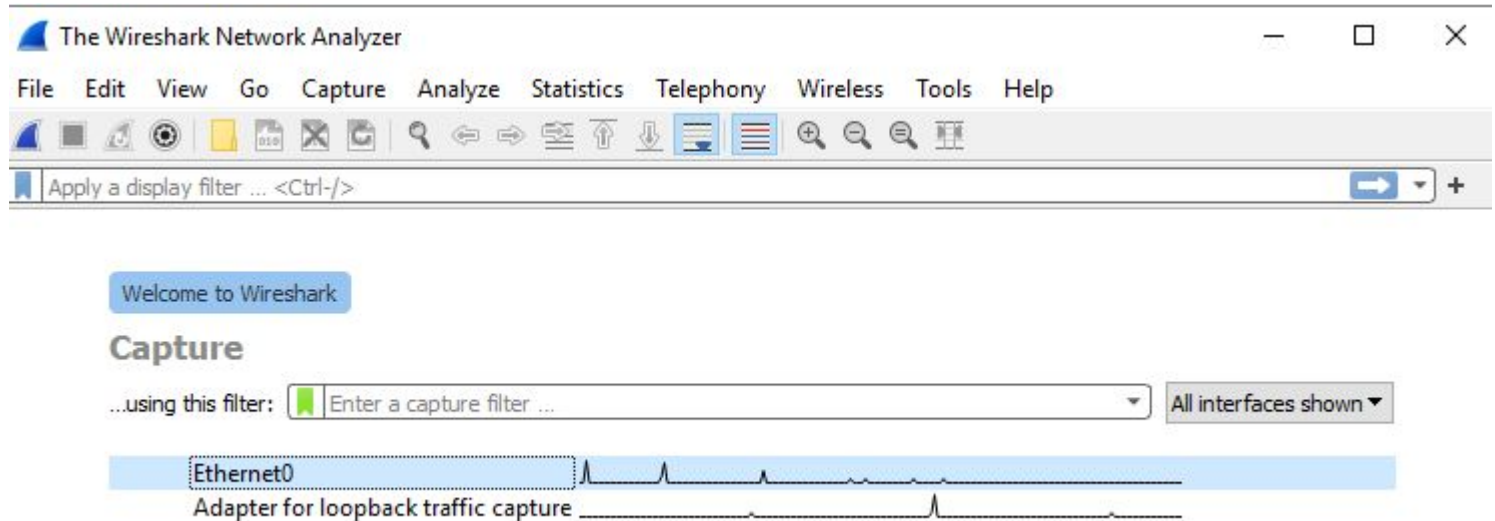 The Wireshark Network Analyzer
File Edit View Go Capture Analyze Statistics Telephony Wireless Tools Help
Apply a display filter ... <Ctrl-/>
Welcome to Wireshark
Capture
...using this filter: Enter a capture filter ... All interfaces shown
Ethernet0
Adapter for loopback traffic capture